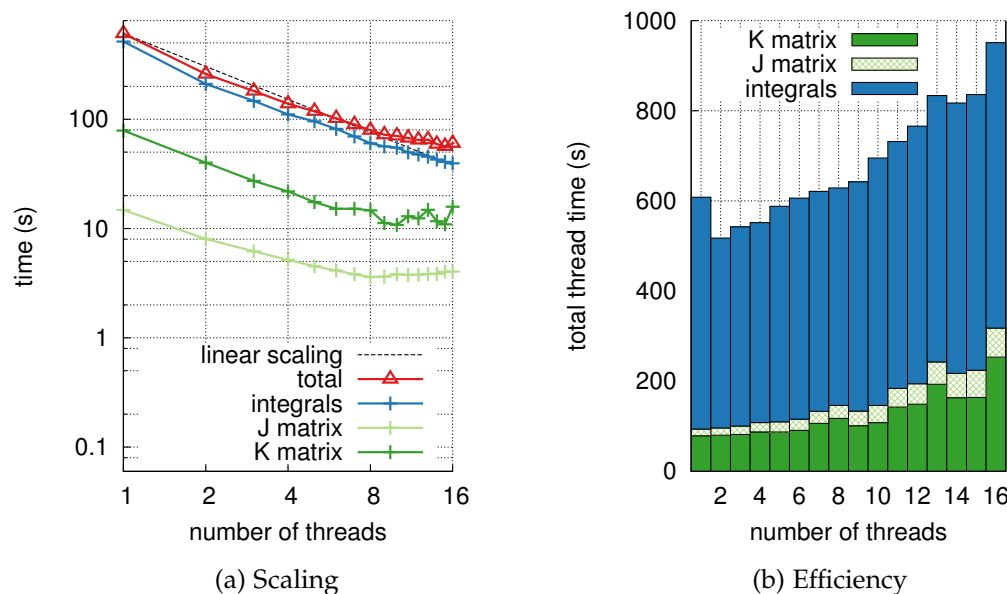 time (s)
100
10
1
0.1
linear scaling
total
integrals
J matrix
K matrix
1 2 4 8 16
number of threads
(a) Scaling
total thread time (s)
1000
800
600
400
200
0
K matrix
J matrix
integrals
2 4 6 8 10 12 14 16
number of threads
(b) Efficiency